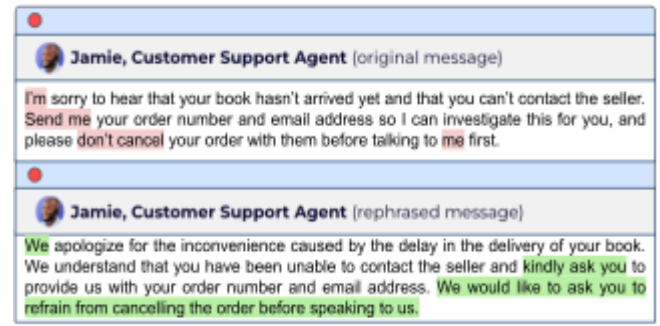 Jamie, Customer Support Agent (original message)
I'm sorry to hear that your book hasn't arrived yet and that you can't contact the seller.
Send me your order number and email address so I can investigate this for you, and
please don't cancel your order with them before talking to me first.
Jamie, Customer Support Agent (rephrased message)
We apologize for the inconvenience caused by the delay in the delivery of your book.
We understand that you have been unable to contact the seller and kindly ask you to
provide us with your order number and email address. We would like to ask you to
refrain from cancelling the order before speaking to us.